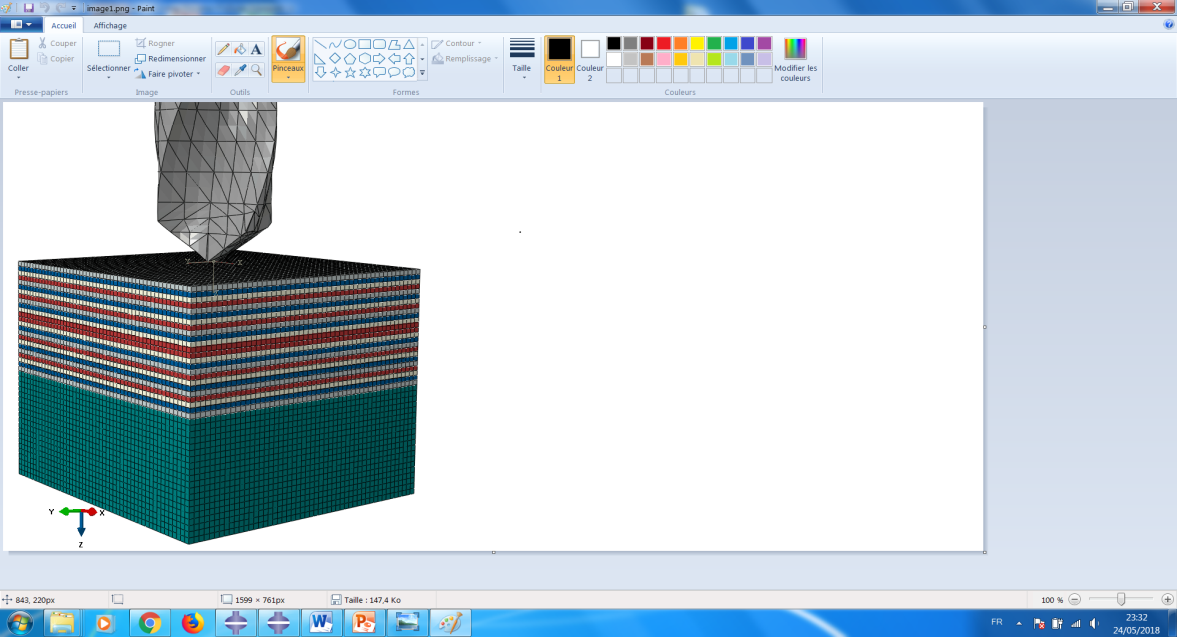 image1.png - Paint
Accueil Affichage
Coller
Couper
Copier
Presse-papiers
Sélectionner
Rogner
Redimensionner
Faire pivoter
Image
A
Outils
Pinceaux
Contour
Remplissage
Formes
Taille
Couleur 1
Couleur 2
Modifier les couleurs
Couleurs
Y X
Y X
Z
843, 220px
1599 × 761px
Taille : 147,4 Ko
100 %
W P
FR
23:32
24/05/2018